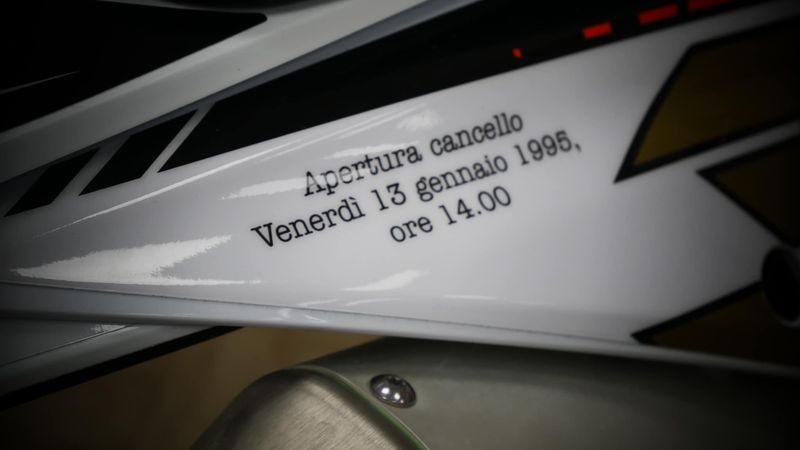 Apertura cancello
Venerdì 13 gennaio 1995,
ore 14.00